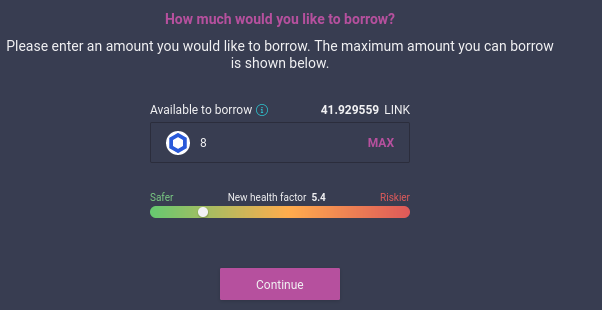 How much would you like to borrow?
Please enter an amount you would like to borrow. The maximum amount you can borrow
is shown below.
Available to borrow 41.929559 LINK
8 MAX
Safer New health factor 5.4 Riskier
Continue